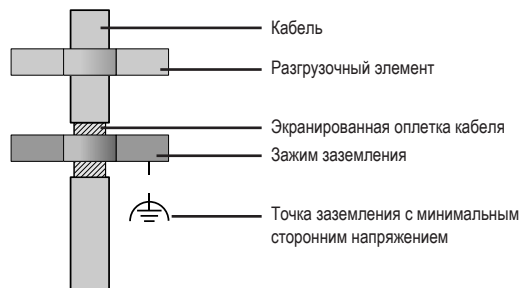 Кабель
Разгрузочный элемент
Экранированная оплетка кабеля
Зажим заземления
Точка заземления с минимальным
сторонним напряжением